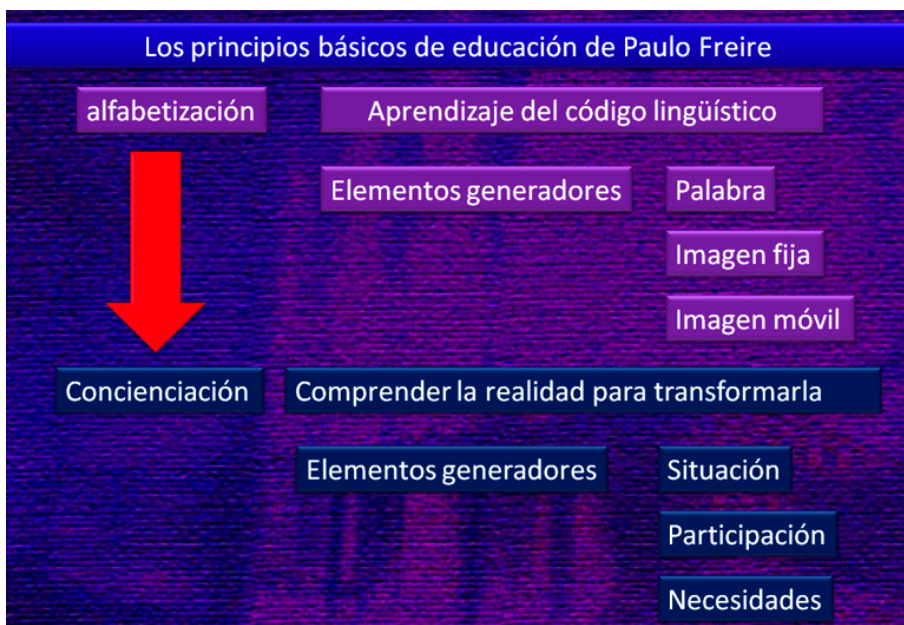 Los principios básicos de educación de Paulo Freire
alfabetización
Aprendizaje del código lingüístico
Elementos generadores
Palabra
Imagen fija
Imagen móvil
Concienciación
Comprender la realidad para transformarla
Elementos generadores
Situación
Participación
Necesidades